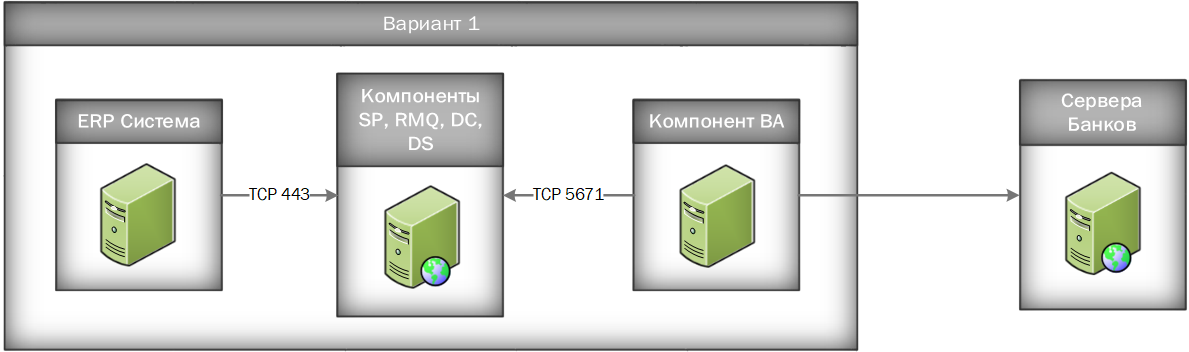 Вариант 1
ERP Система
TCP 443
Компоненты
SP, RMQ, DC,
DS
TCP 5671
Компонент BA
Сервера
Банков